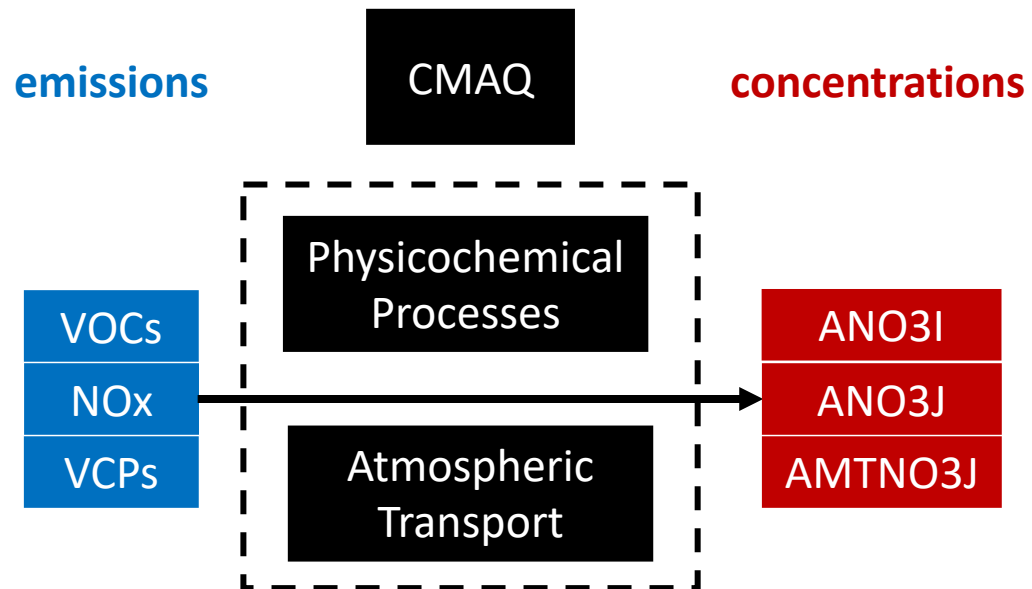 emissions
CMAQ
concentrations
Physicochemical
Processes
VOCs
NOx
VCPs
Atmospheric
Transport
ANO3I
ANO3J
AMTNO3J